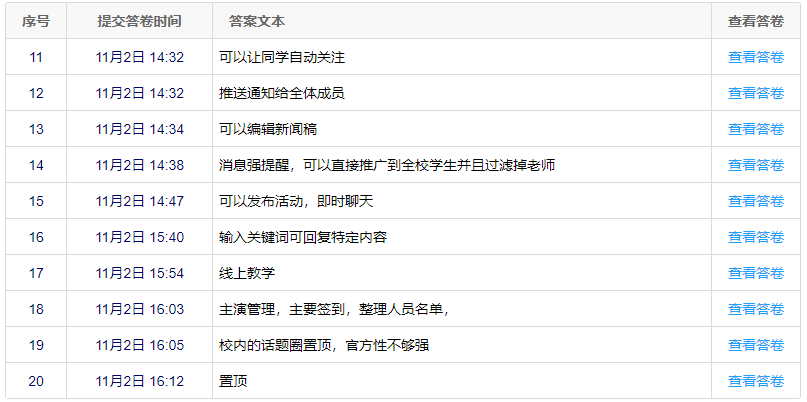 序号 提交答卷时间 答案文本 查看答卷
11 11月2日 14:32 可以让同学自动关注 查看答卷
12 11月2日 14:32 推送通知给全体成员 查看答卷
13 11月2日 14:34 可以编辑新闻稿 查看答卷
14 11月2日 14:38 消息强提醒，可以直接推广到全校学生并且过滤掉老师 查看答卷
15 11月2日 14:47 可以发布活动，即时聊天 查看答卷
16 11月2日 15:40 输入关键词可回复特定内容 查看答卷
17 11月2日 15:54 线上教学 查看答卷
18 11月2日 16:03 主演管理，主要签到，整理人员名单， 查看答卷
19 11月2日 16:05 校内的话题圈置顶，官方性不够强 查看答卷
20 11月2日 16:12 置顶 查看答卷